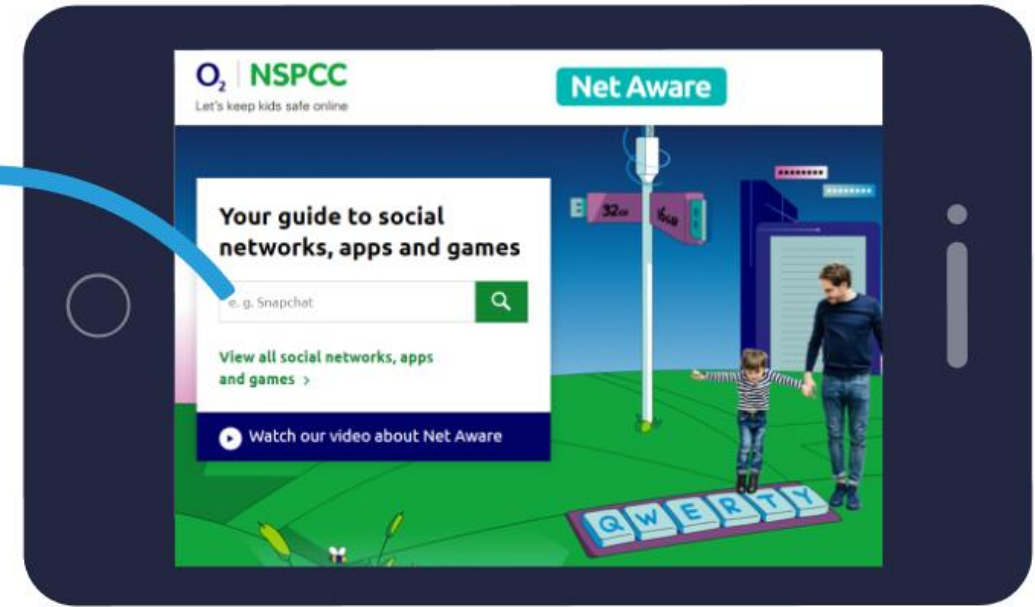 O2 | NSPCC
Let's keep kids safe online
Net Aware
Your guide to social
networks, apps and games
e. g. Snapchat
View all social networks, apps
and games >
Watch our video about Net Aware
32GB
16GB
QWERTY